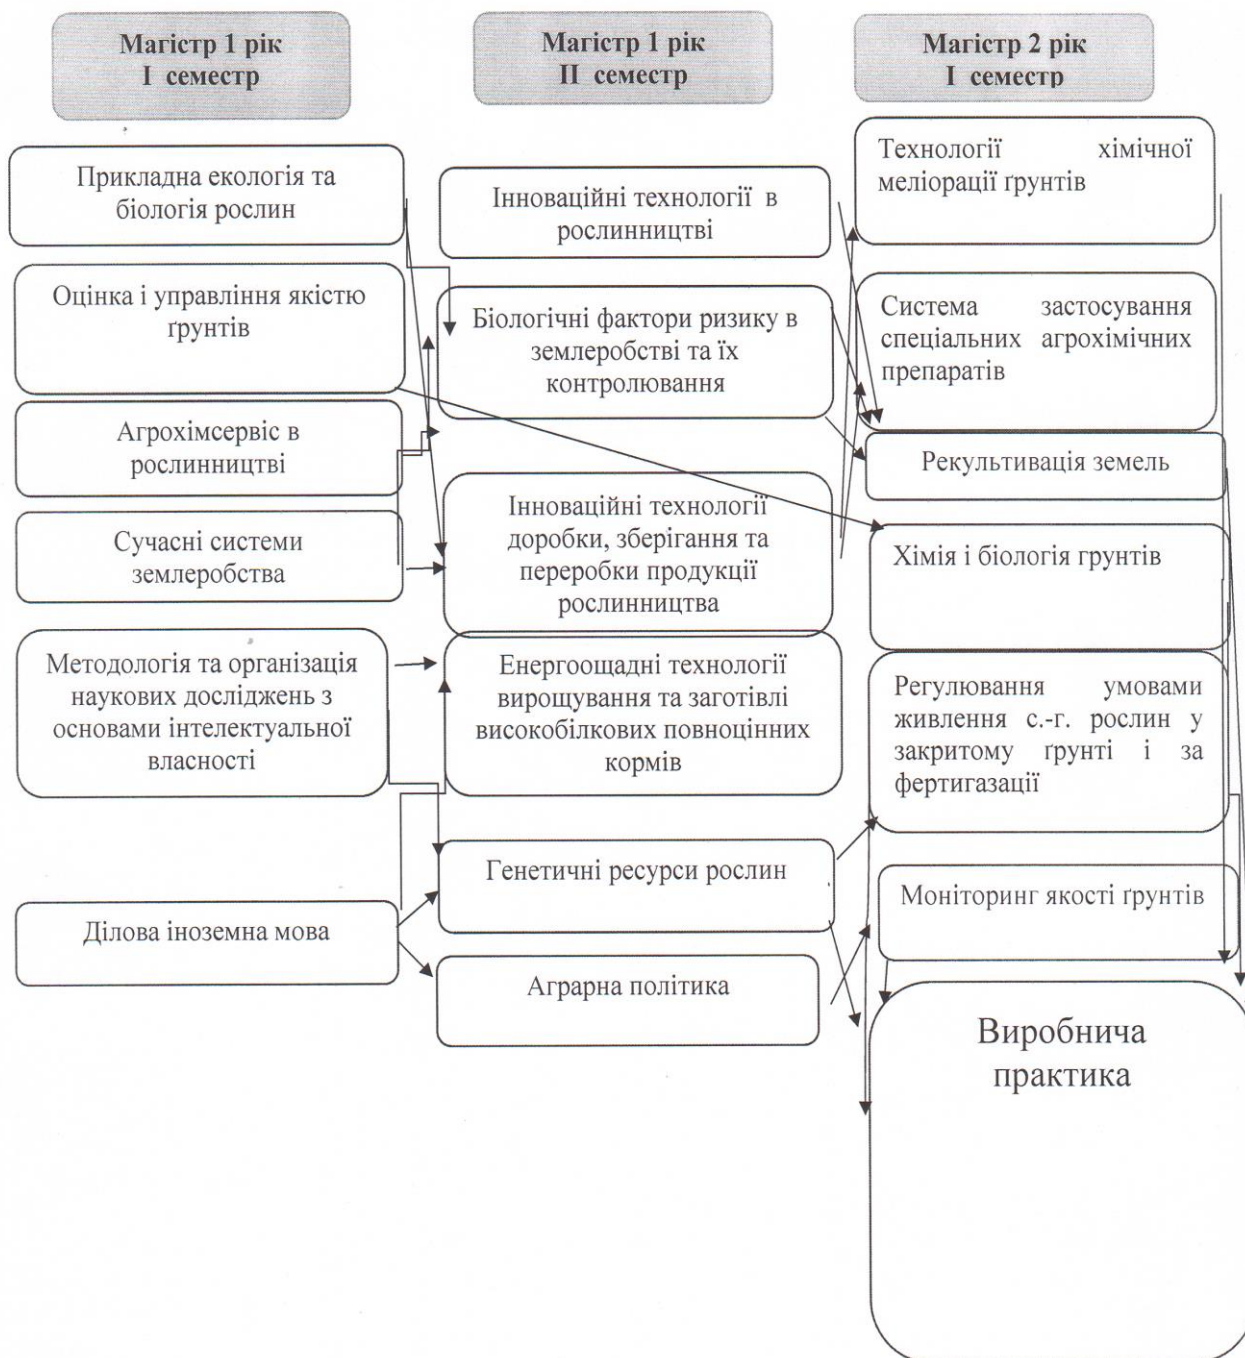 Магістр 1 рік
І семестр
Прикладна екологія та
біологія рослин
Оцінка і управління якістю
ґрунтів
Агрохімсервіс в
рослинництві
Сучасні системи
землеробства
Методологія та організація
наукових досліджень з
основами інтелектуальної
власності
Ділова іноземна мова
Магістр 1 рік
ІІ семестр
Інноваційні технології в
рослинництві
Біологічні фактори ризику в
землеробстві та їх
контролювання
Інноваційні технології
доробки, зберігання та
переробки продукції
рослинництва
Енергоощадні технології
вирощування та заготівлі
високобілкових повноцінних
кормів
Генетичні ресурси рослин
Аграрна політика
Магістр 2 рік
І семестр
Технології хімічної
меліорації ґрунтів
Система застосування
спеціальних агрохімічних
препаратів
Рекультивація земель
Хімія і біологія грунтів
Регулювання умовами
живлення с.-г. рослин у
закритому ґрунті і за
фертигазації
Моніторинг якості ґрунтів
Виробнича
практика